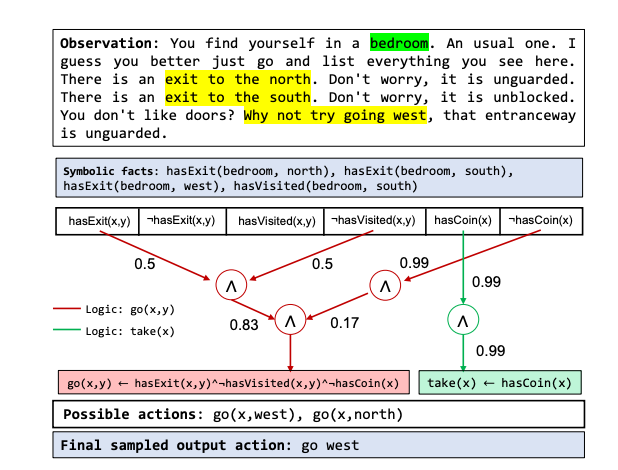 Observation: You find yourself in a bedroom. An usual one. I
guess you better just go and list everything you see here.
There is an exit to the north. Don't worry, it is unguarded.
There is an exit to the south. Don't worry, it is unblocked.
You don't like doors? Why not try going west, that entranceway
is unguarded.
Symbolic facts: hasExit(bedroom, north), hasExit(bedroom, south),
hasExit(bedroom, west), hasVisited(bedroom, south)
hasExit(x,y) ¬hasExit(x,y) hasVisited(x,y) ¬hasVisited(x,y) hasCoin(x) ¬hasCoin(x)
0.5 0.5 0.99
0.99
∧ ∧
Logic: go(x,y)
Logic: take(x)
0.83 ∧ 0.17 ∧
0.99
go(x,y) ← hasExit(x,y)^¬hasVisited(x,y)^¬hasCoin(x) take(x) ← hasCoin(x)
Possible actions: go(x,west), go(x,north)
Final sampled output action: go west